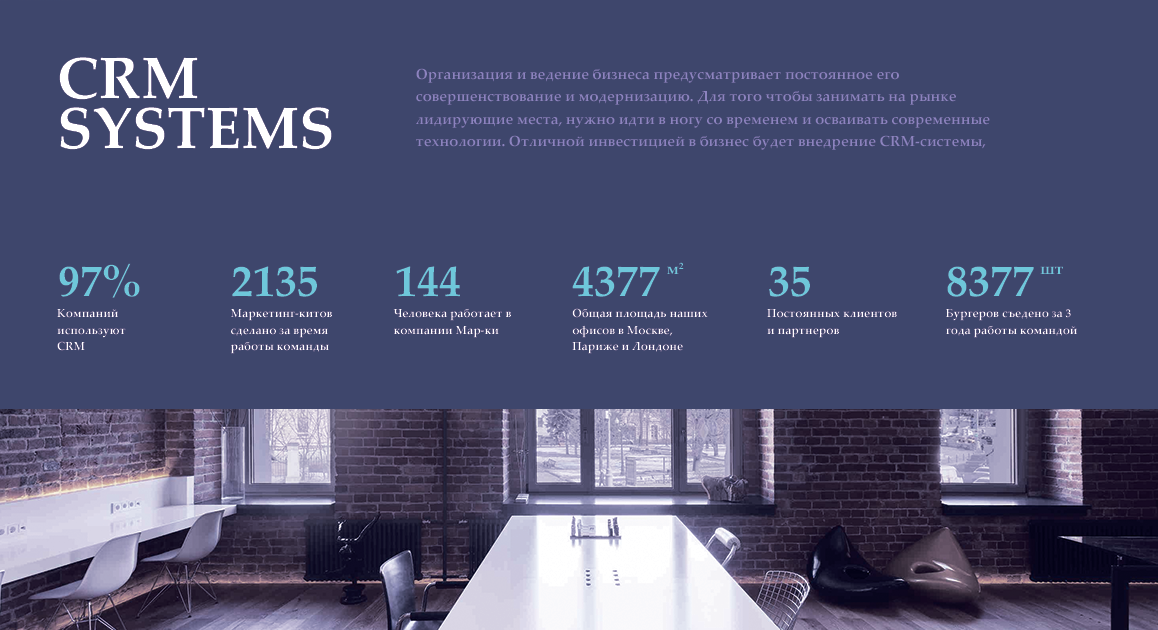 CRM
SYSTEMS
Организация и ведение бизнеса предусматривает постоянное его
совершенствование и модернизацию. Для того чтобы занимать на рынке
лидирующие места, нужно идти в ногу со временем и осваивать современные
технологии. Отличной инвестицией в бизнес будет внедрение CRM-системы,
97%
Компаний
используют
CRM
2135
Маркетинг-китов
сделано за время
работы команды
144
Человека работает в
компании Мар-ки
4377 м²
Общая площадь наших
офисов в Москве,
Париже и Лондоне
35
Постоянных клиентов
и партнеров
8377 шт
Бургеров съедено за 3
года работы командой